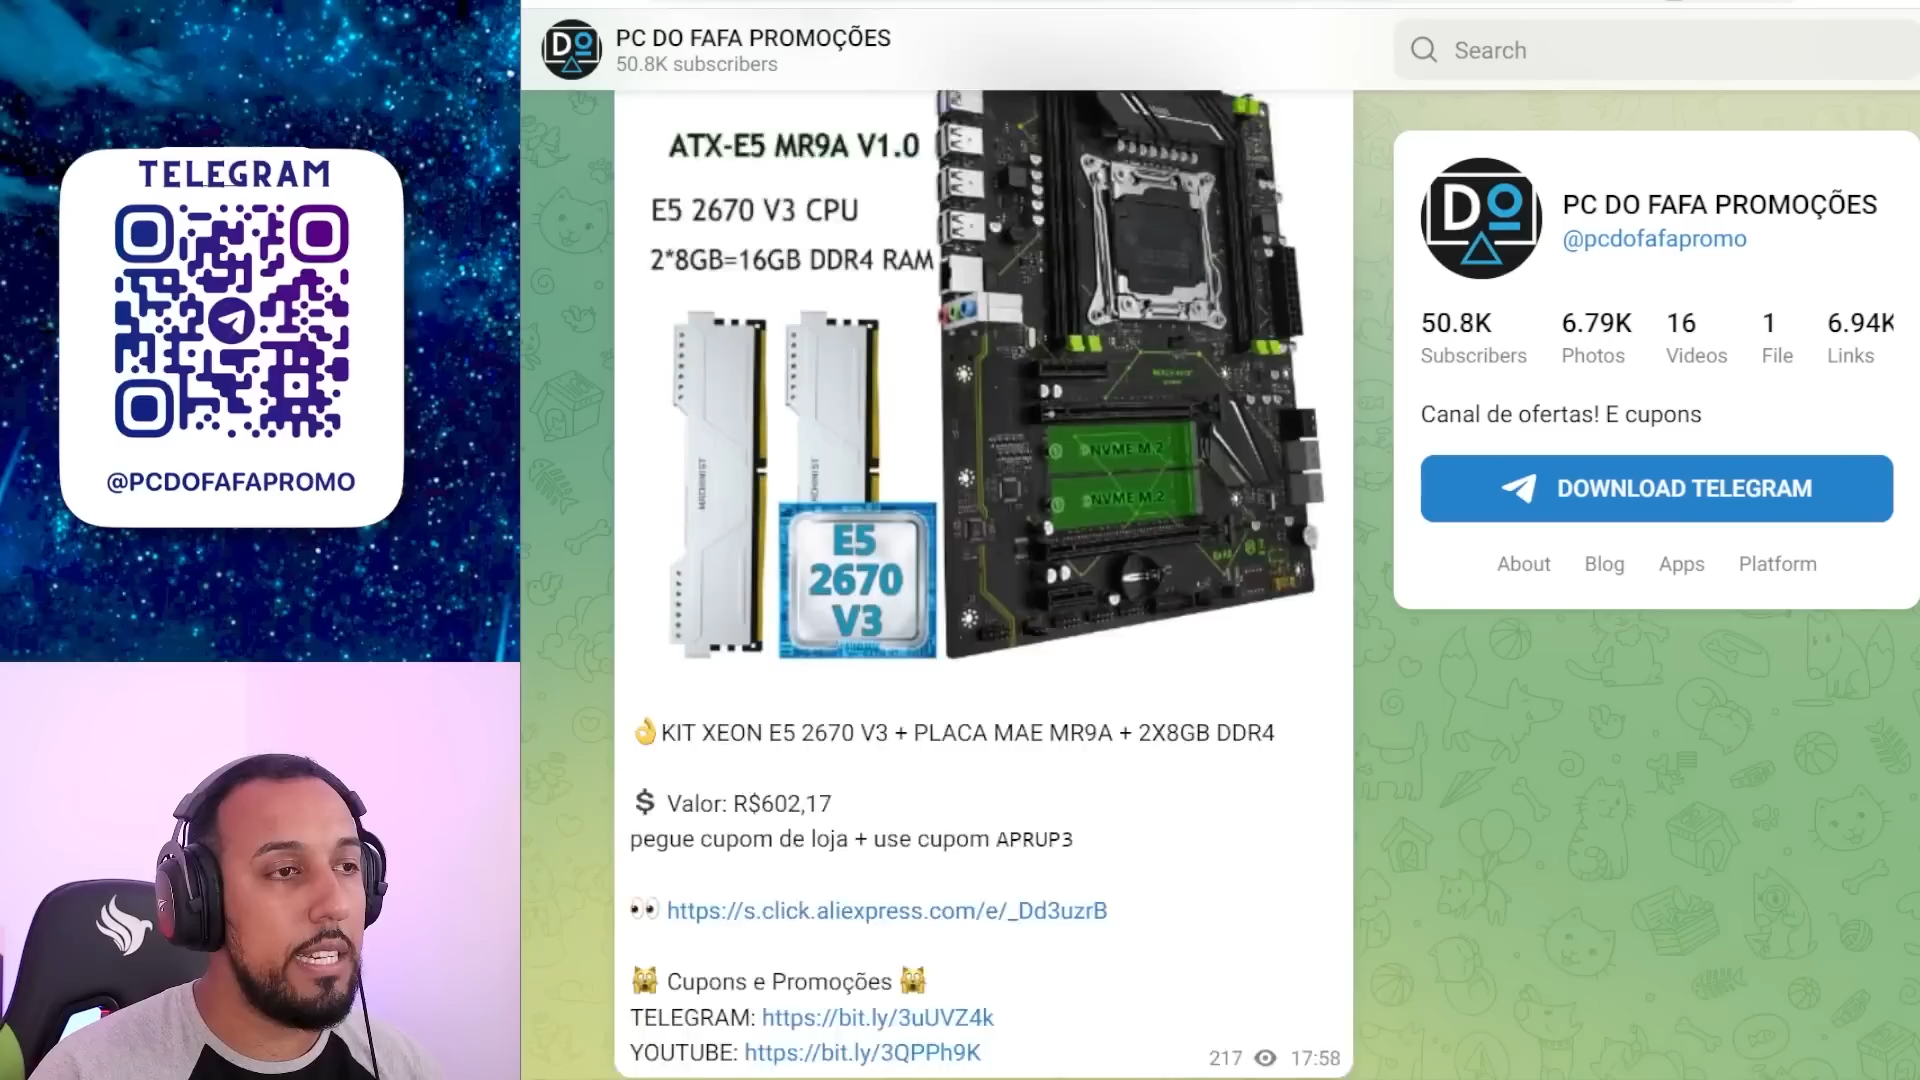 TELEGRAM
@PCDOFAFAPROMO
DO
PC DO FAFA PROMOÇÕES
50.8K subscribers
Search
ATX-E5 MR9A V1.0
E5 2670 V3 CPU
2*8GB=16GB DDR4 RAM
MACHINIST
MACHINIST
NVME M.2
NVME M.2
E5
2670
V3
👌KIT XEON E5 2670 V3 + PLACA MAE MR9A + 2X8GB DDR4
💲 Valor: R$602,17
pegue cupom de loja + use cupom APRUP3
👀 https://s.click.aliexpress.com/e/_Dd3uzrB
🙀 Cupons e Promoções 🙀
TELEGRAM: https://bit.ly/3uUVZ4k
YOUTUBE: https://bit.ly/3QPPh9K
217 17:58
DO
PC DO FAFA PROMOÇÕES
@pcdofafapromo
50.8K 6.79K 16 1 6.94K
Subscribers Photos Videos File Links
Canal de ofertas! E cupons
DOWNLOAD TELEGRAM
About Blog Apps Platform